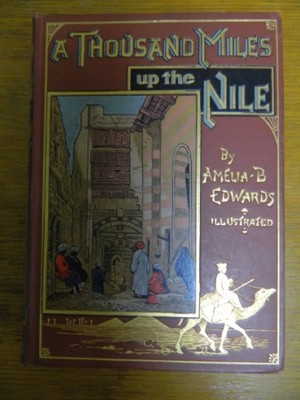 A THOUSAND MILES
up the
NILE
By
AMELIA·B
EDWARDS
ILLUSTRATED